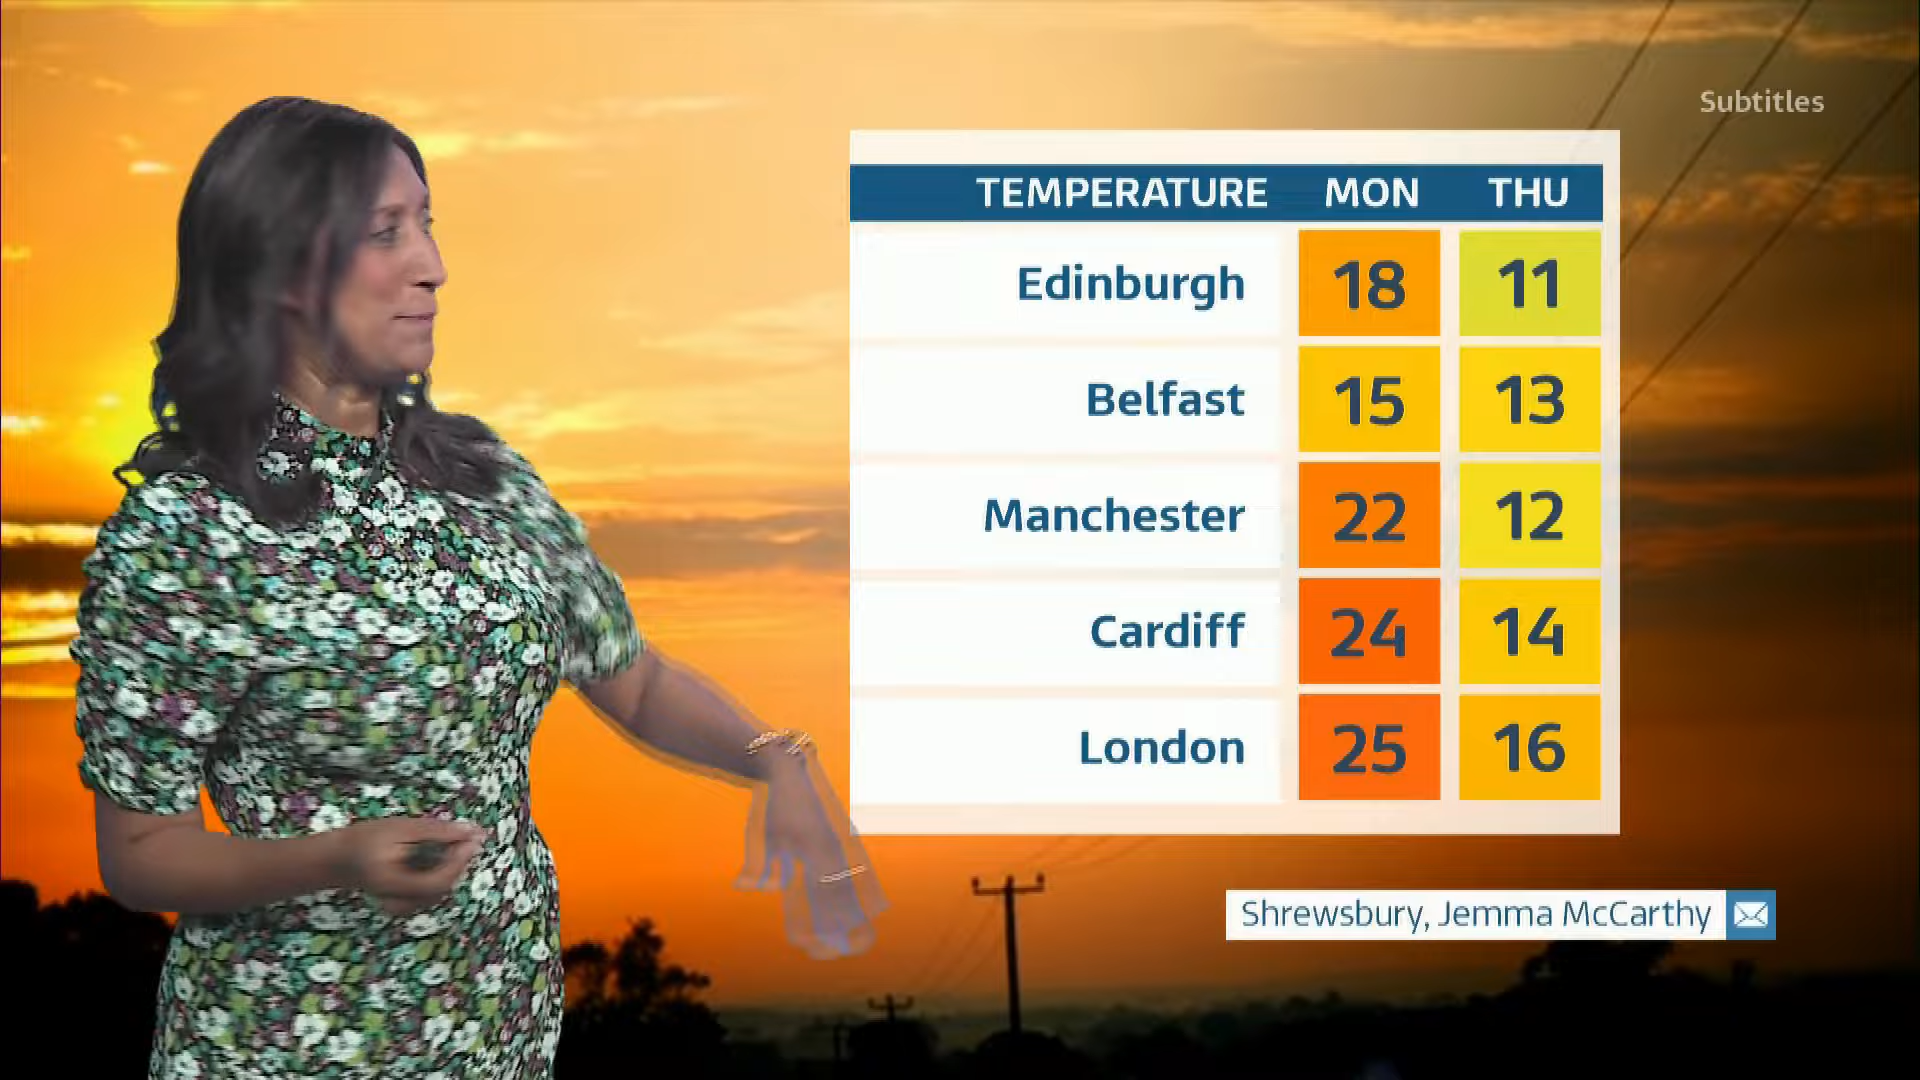 Subtitles
TEMPERATURE MON THU
Edinburgh 18 11
Belfast 15 13
Manchester 22 12
Cardiff 24 14
London 25 16
Shrewsbury, Jemma McCarthy